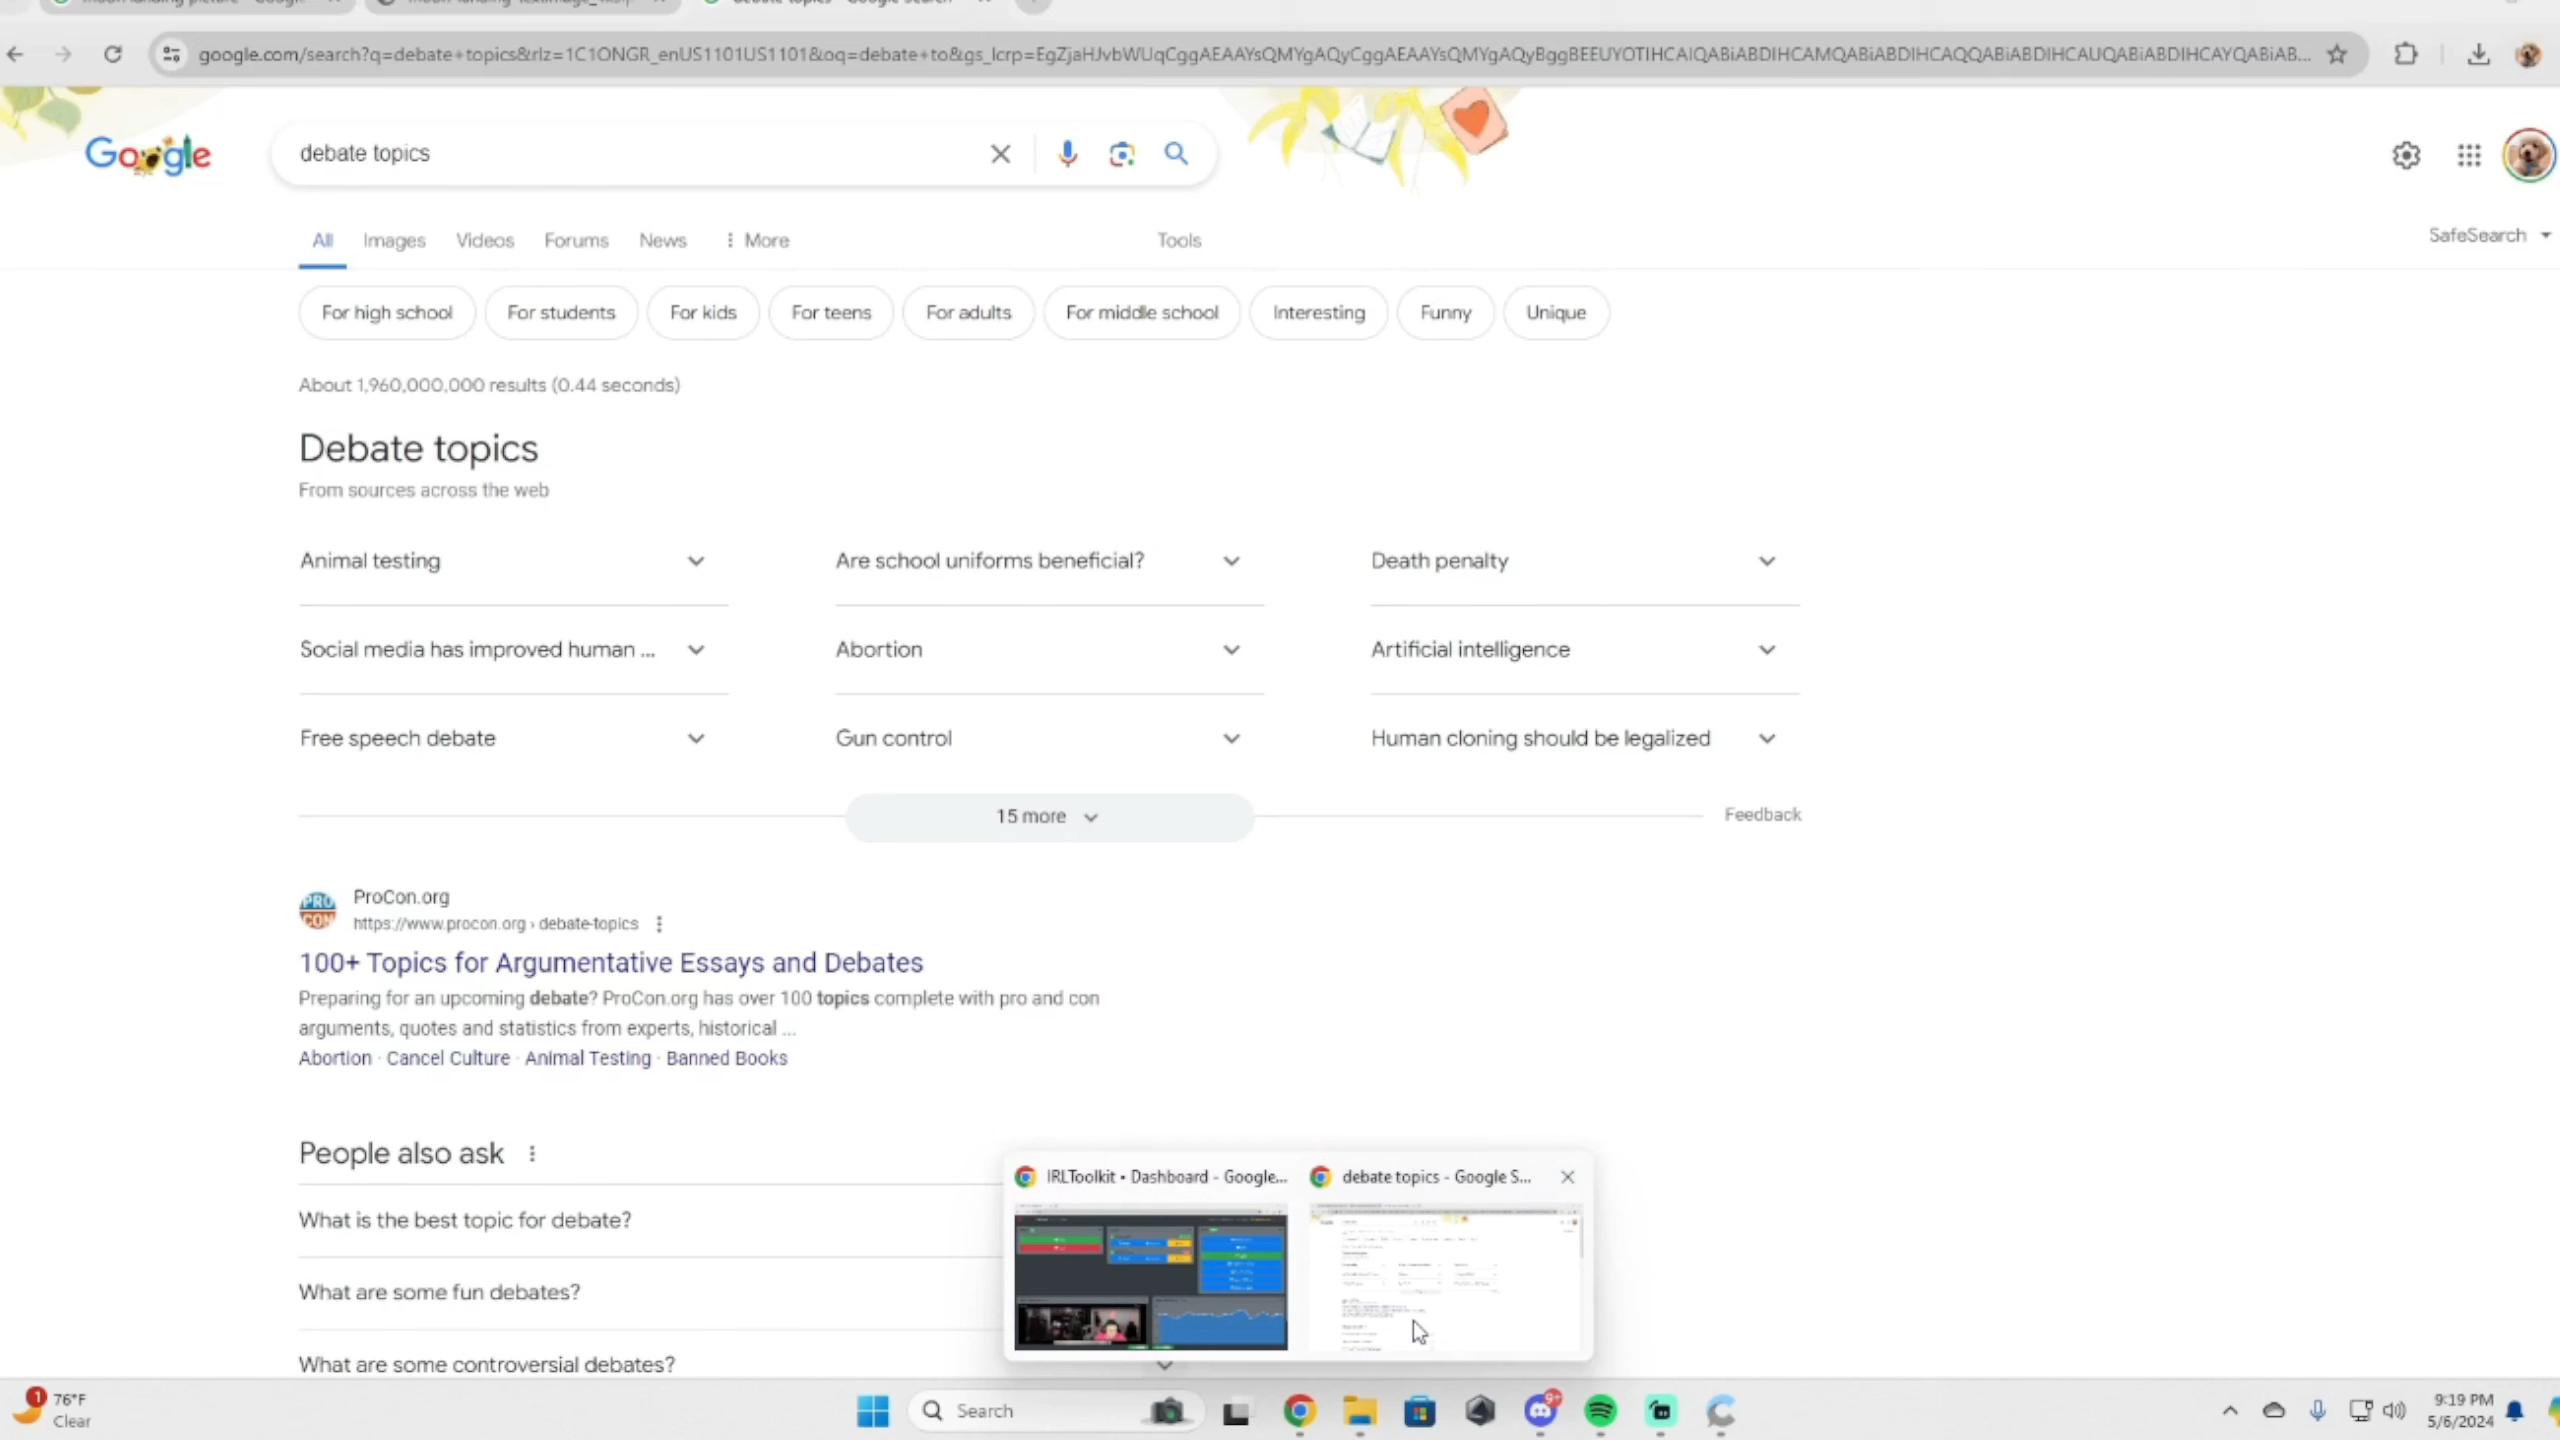 google.com/search?q=debate+topics&rlz=1C1ONGR_enUS1101US1101&oq=debate+to&gs_lcrp=EgZjaHJvbWUqCggAEAAYsQMYgAQyCggAEAAYsQMYgAQyBggBEEUYOTIHCAIQABiABDIHCAMQABiABDIHCAQQABiABDIHCAUQABiABDIHCAYQABiAB...
Google
debate topics
All Images Videos Forums News More Tools
SafeSearch
For high school For students For kids For teens For adults For middle school Interesting Funny Unique
About 1,960,000,000 results (0.44 seconds)
Debate topics
From sources across the web
Animal testing Are school uniforms beneficial? Death penalty
Social media has improved human ... Abortion Artificial intelligence
Free speech debate Gun control Human cloning should be legalized
15 more
Feedback
PRO CON
ProCon.org
https://www.procon.org › debate-topics
100+ Topics for Argumentative Essays and Debates
Preparing for an upcoming debate? ProCon.org has over 100 topics complete with pro and con
arguments, quotes and statistics from experts, historical ...
Abortion · Cancel Culture · Animal Testing · Banned Books
People also ask
What is the best topic for debate?
What are some fun debates?
What are some controversial debates?
IRLToolkit • Dashboard - Google...
debate topics - Google S...
1
76°F
Clear
Search
9+
9:19 PM
5/6/2024